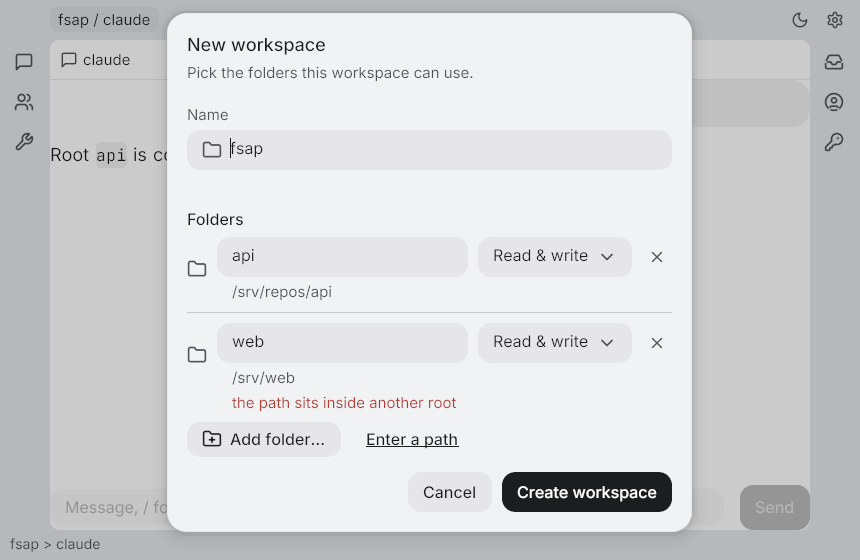 fsap / claude
claude
Root api is co
New workspace
Pick the folders this workspace can use.
Name
fsap
Folders
api
Read & write
/srv/repos/api
web
Read & write
/srv/web
the path sits inside another root
Add folder...
Enter a path
Cancel
Create workspace
Message, / fo
Send
fsap > claude